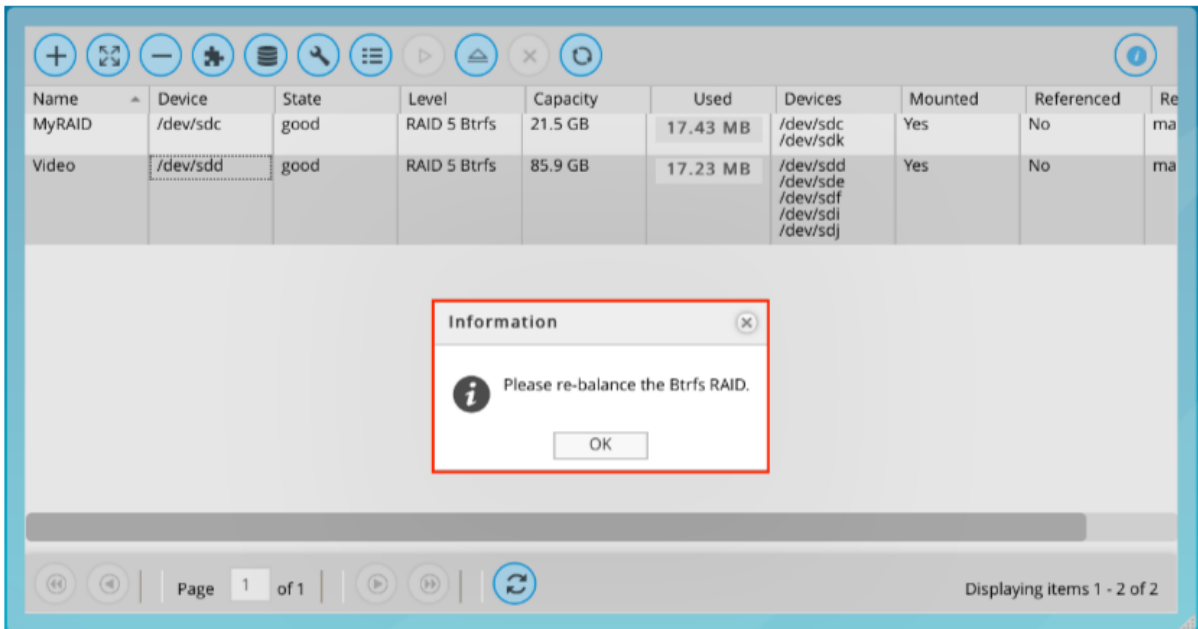 Name Device State Level Capacity Used Devices Mounted Referenced Re
MyRAID /dev/sdc good RAID 5 Btrfs 21.5 GB 17.43 MB /dev/sdc Yes No ma
/dev/sdk
Video /dev/sdd good RAID 5 Btrfs 85.9 GB 17.23 MB /dev/sdd Yes No ma
/dev/sde
/dev/sdf
/dev/sdi
/dev/sdj
Information
Please re-balance the Btrfs RAID.
OK
Page 1 of 1 Displaying items 1 - 2 of 2